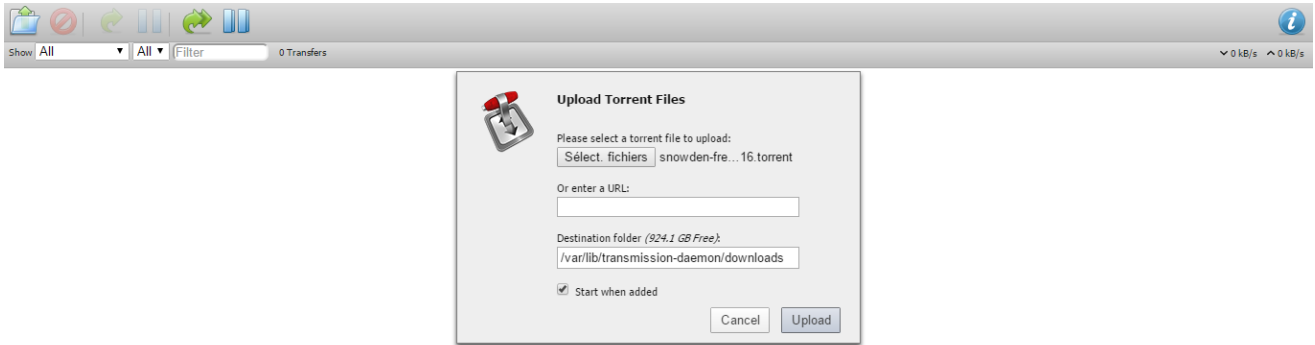 Show All All Filter 0 Transfers 0 kB/s 0 kB/s
Upload Torrent Files
Please select a torrent file to upload:
Sélect. fichiers snowden-fre...16.torrent
Or enter a URL:
Destination folder (924.1 GB Free):
/var/lib/transmission-daemon/downloads
Start when added
Cancel Upload